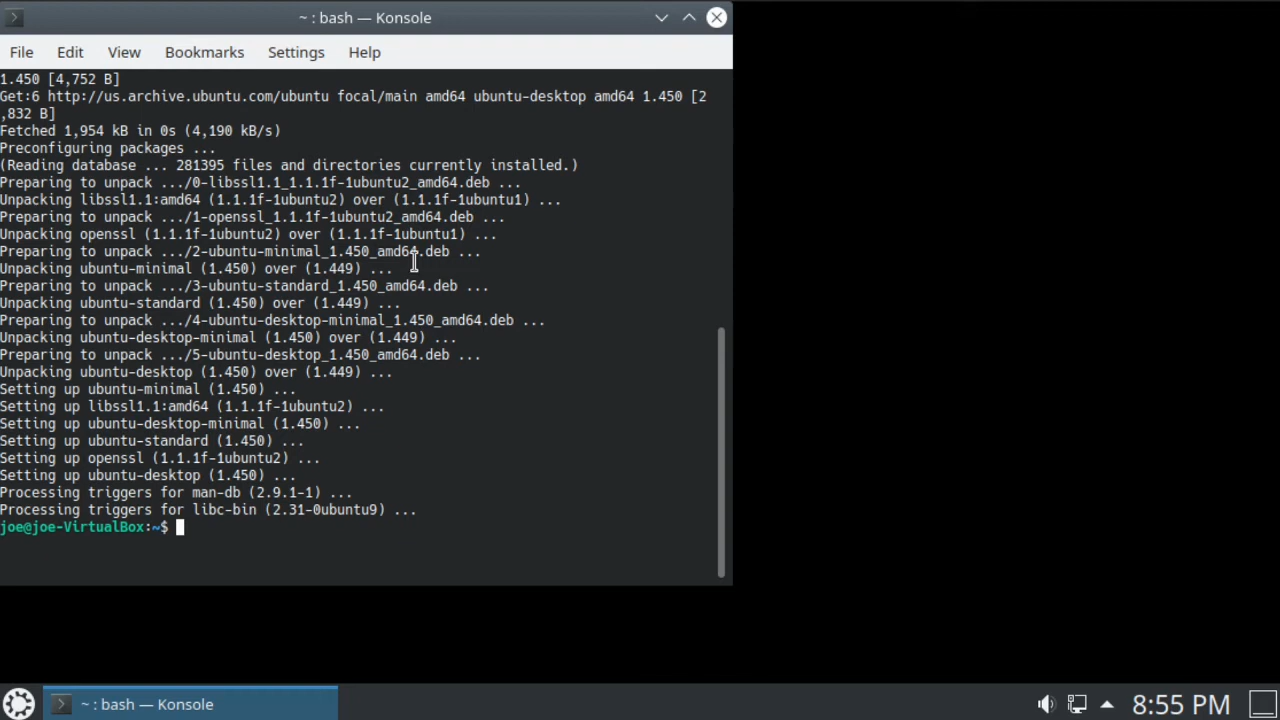 ~ : bash — Konsole
File Edit View Bookmarks Settings Help
1.450 [4,752 B]
Get:6 http://us.archive.ubuntu.com/ubuntu focal/main amd64 ubuntu-desktop amd64 1.450 [2
,832 B]
Fetched 1,954 kB in 0s (4,190 kB/s)
Preconfiguring packages ...
(Reading database ... 281395 files and directories currently installed.)
Preparing to unpack .../0-libssl1.1_1.1.1f-1ubuntu2_amd64.deb ...
Unpacking libssl1.1:amd64 (1.1.1f-1ubuntu2) over (1.1.1f-1ubuntu1) ...
Preparing to unpack .../1-openssl_1.1.1f-1ubuntu2_amd64.deb ...
Unpacking openssl (1.1.1f-1ubuntu2) over (1.1.1f-1ubuntu1) ...
Preparing to unpack .../2-ubuntu-minimal_1.450_amd64.deb ...
Unpacking ubuntu-minimal (1.450) over (1.449) ...
Preparing to unpack .../3-ubuntu-standard_1.450_amd64.deb ...
Unpacking ubuntu-standard (1.450) over (1.449) ...
Preparing to unpack .../4-ubuntu-desktop-minimal_1.450_amd64.deb ...
Unpacking ubuntu-desktop-minimal (1.450) over (1.449) ...
Preparing to unpack .../5-ubuntu-desktop_1.450_amd64.deb ...
Unpacking ubuntu-desktop (1.450) over (1.449) ...
Setting up ubuntu-minimal (1.450) ...
Setting up libssl1.1:amd64 (1.1.1f-1ubuntu2) ...
Setting up ubuntu-desktop-minimal (1.450) ...
Setting up ubuntu-standard (1.450) ...
Setting up openssl (1.1.1f-1ubuntu2) ...
Setting up ubuntu-desktop (1.450) ...
Processing triggers for man-db (2.9.1-1) ...
Processing triggers for libc-bin (2.31-0ubuntu9) ...
joe@joe-VirtualBox:~$
~ : bash — Konsole
8:55 PM